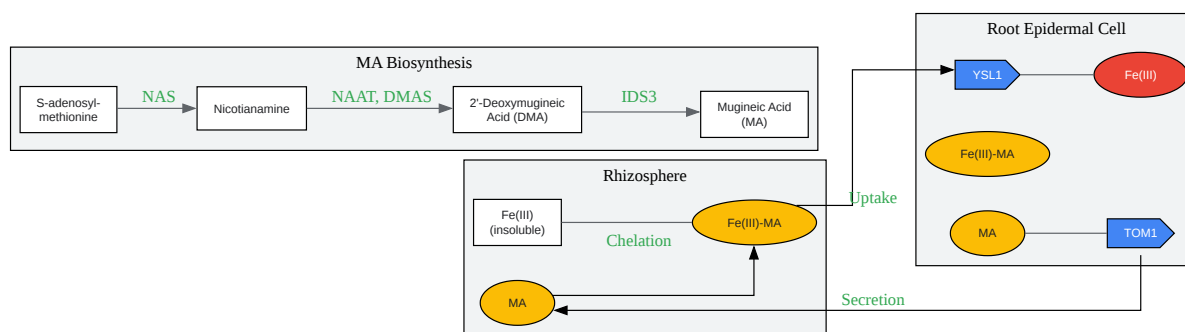 MA Biosynthesis
S-adenosyl-
methionine
NAS
Nicotianamine
NAAT, DMAS
2'-Deoxymugineic
Acid (DMA)
IDS3
Mugineic Acid
(MA)
Rhizosphere
Fe(III)
(insoluble)
Chelation
Fe(III)-MA
MA
Uptake
Secretion
Root Epidermal Cell
YSL1
Fe(III)
Fe(III)-MA
MA
TOM1